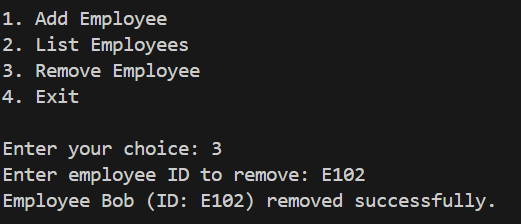 1. Add Employee
2. List Employees
3. Remove Employee
4. Exit
Enter your choice: 3
Enter employee ID to remove: E102
Employee Bob (ID: E102) removed successfully.